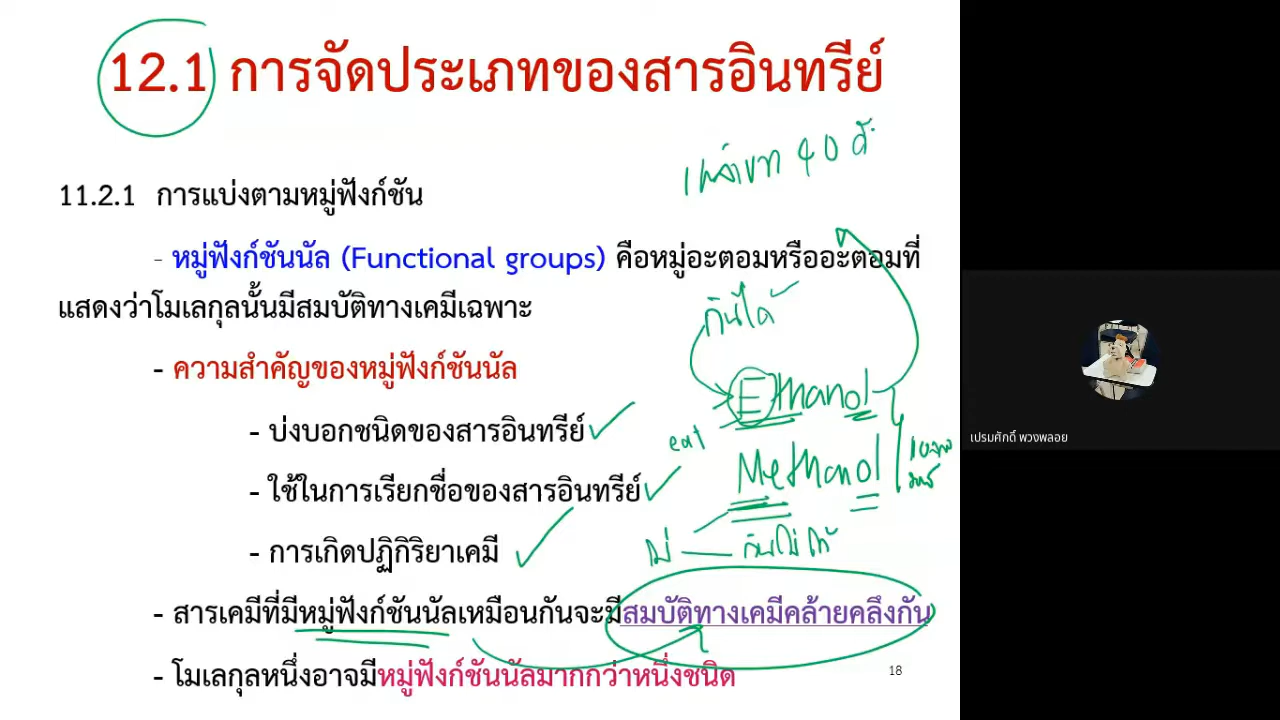 12.1 การจัดประเภทของสารอินทรีย์
เหล้าขาว 40 ดี
11.2.1 การแบ่งตามหมู่ฟังก์ชัน
- หมู่ฟังก์ชันนัล (Functional groups) คือหมู่อะตอมหรืออะตอมที่
แสดงว่าโมเลกุลนั้นมีสมบัติทางเคมีเฉพาะ
กินได้
- ความสำคัญของหมู่ฟังก์ชันนัล
Ethanol
- บ่งบอกชนิดของสารอินทรีย์
eat
Methanol
- ใช้ในการเรียกชื่อของสารอินทรีย์
- การเกิดปฏิกิริยาเคมี
ไม่ กินไม่ได้
- สารเคมีที่มีหมู่ฟังก์ชันนัลเหมือนกันจะมีสมบัติทางเคมีคล้ายคลึงกัน
- โมเลกุลหนึ่งอาจมีหมู่ฟังก์ชันนัลมากกว่าหนึ่งชนิด
18
เปรมศักดิ์ พวงพลอย